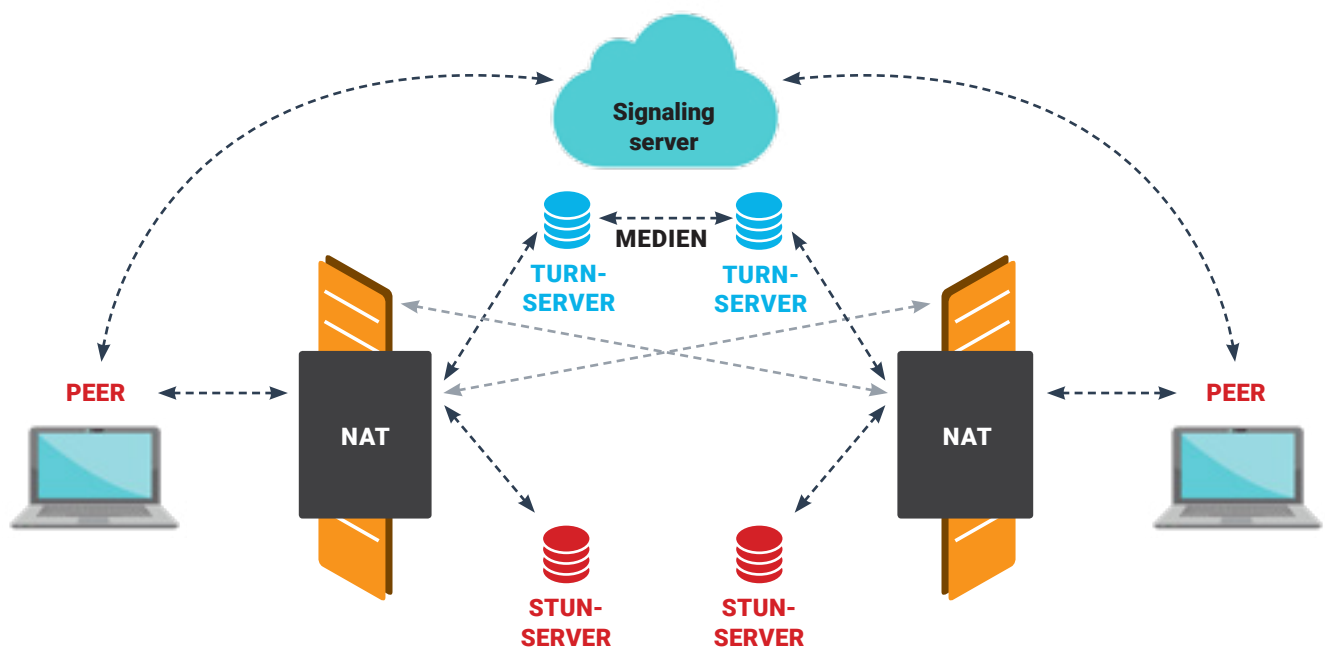 Signaling
server
MEDIEN
TURN-
SERVER
TURN-
SERVER
PEER
NAT
NAT
PEER
STUN-
SERVER
STUN-
SERVER